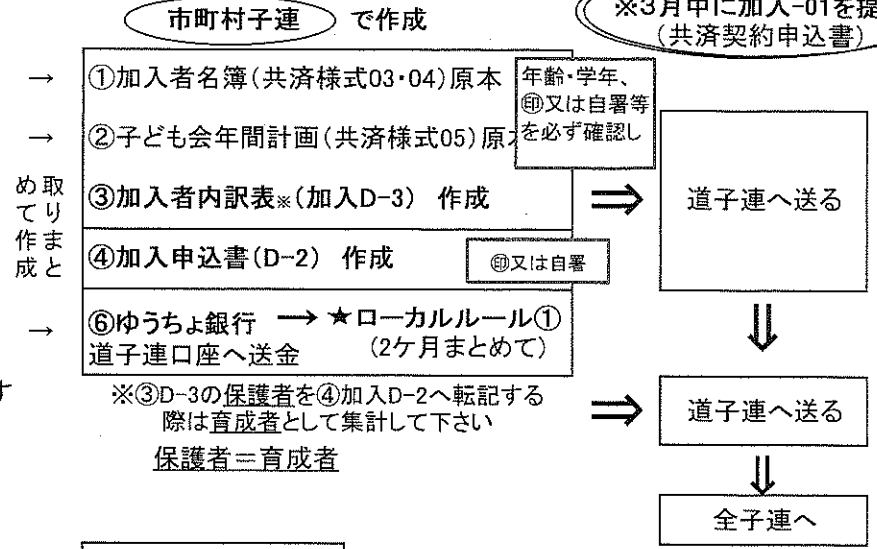 市町村子連 で作成
※3月中に加入-01を提
(共済契約申込書)
→ ①加入者名簿(共済様式03・04)原本
年齢・学年、
㊞又は自署等
を必ず確認し
→ ②子ども会年間計画(共済様式05)原
取りまと
めて作成
③加入者内訳表※(加入D-3) 作成
⇒ 道子連へ送る
④加入申込書(D-2) 作成
㊞又は自署
→ ⑥ゆうちょ銀行 → ★ローカルルール①
道子連口座へ送金 (2ケ月まとめて)
⇓
す
※③D-3の保護者を④加入D-2へ転記する
際は育成者として集計して下さい
⇒ 道子連へ送る
保護者=育成者
⇓
全子連へ